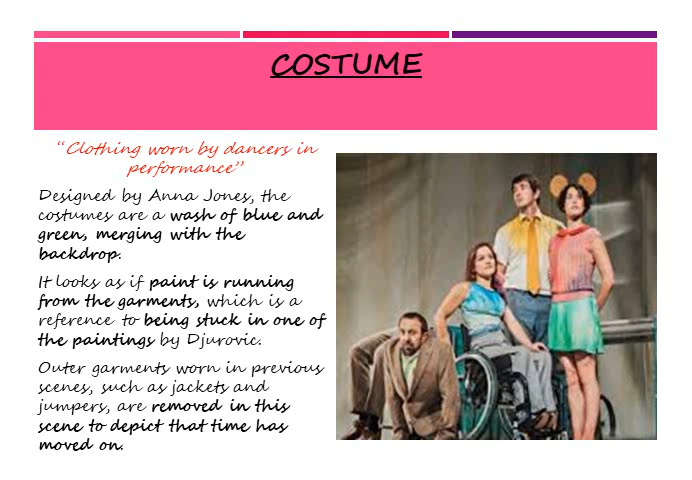 COSTUME
“Clothing worn by dancers in
performance”
Designed by Anna Jones, the
costumes are a wash of blue and
green, merging with the
backdrop.
It looks as if paint is running
from the garments, which is a
reference to being stuck in one of
the paintings by Djurovic.
Outer garments worn in previous
scenes, such as jackets and
jumpers, are removed in this
scene to depict that time has
moved on.